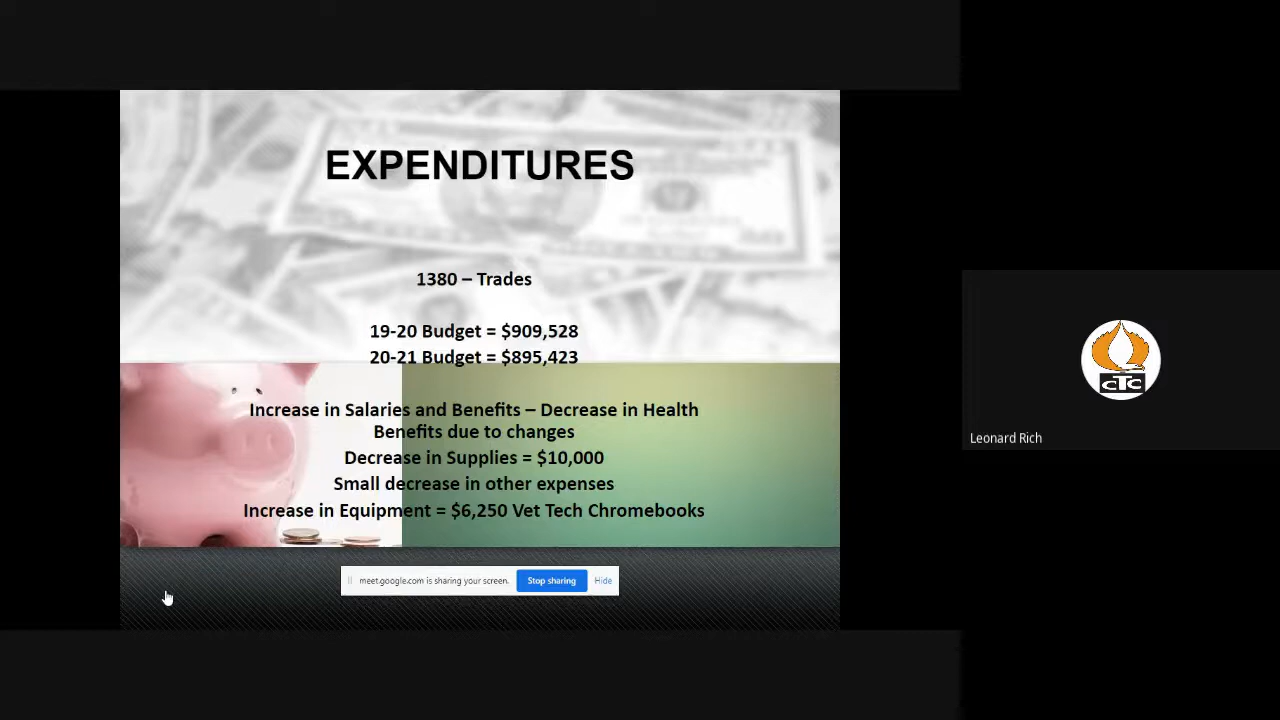 EXPENDITURES
1380 – Trades
19-20 Budget = $909,528
20-21 Budget = $895,423
Increase in Salaries and Benefits – Decrease in Health
Benefits due to changes
Decrease in Supplies = $10,000
Small decrease in other expenses
Increase in Equipment = $6,250 Vet Tech Chromebooks
meet.google.com is sharing your screen.
Stop sharing
Hide
CTC
Leonard Rich